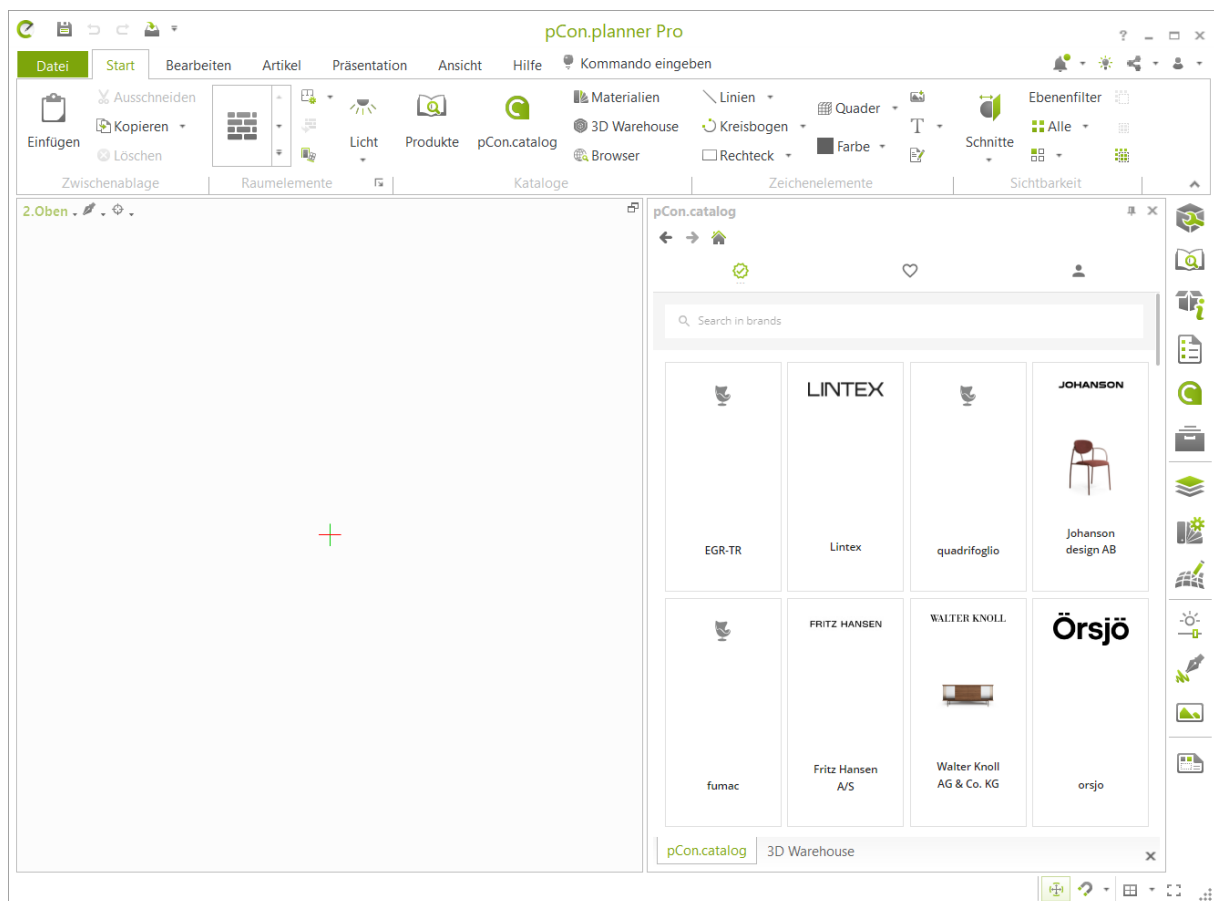 pCon.planner Pro
?
Datei Start Bearbeiten Artikel Präsentation Ansicht Hilfe Kommando eingeben
Einfügen
Ausschneiden
Kopieren
Löschen
Zwischenablage
Licht
Raumelemente
Produkte
pCon.catalog
Materialien
3D Warehouse
Browser
Kataloge
Linien
Kreisbogen
Rechteck
Quader
Farbe
T
Zeichenelemente
Schnitte
Ebenenfilter
Alle
Sichtbarkeit
2.Oben
pCon.catalog
Search in brands
EGR-TR
LINTEX
Lintex
quadrifoglio
JOHANSON
Johanson
design AB
fumac
FRITZ HANSEN
Fritz Hansen
A/S
WALTER KNOLL
Walter Knoll
AG & Co. KG
Örsjö
orsjo
pCon.catalog 3D Warehouse